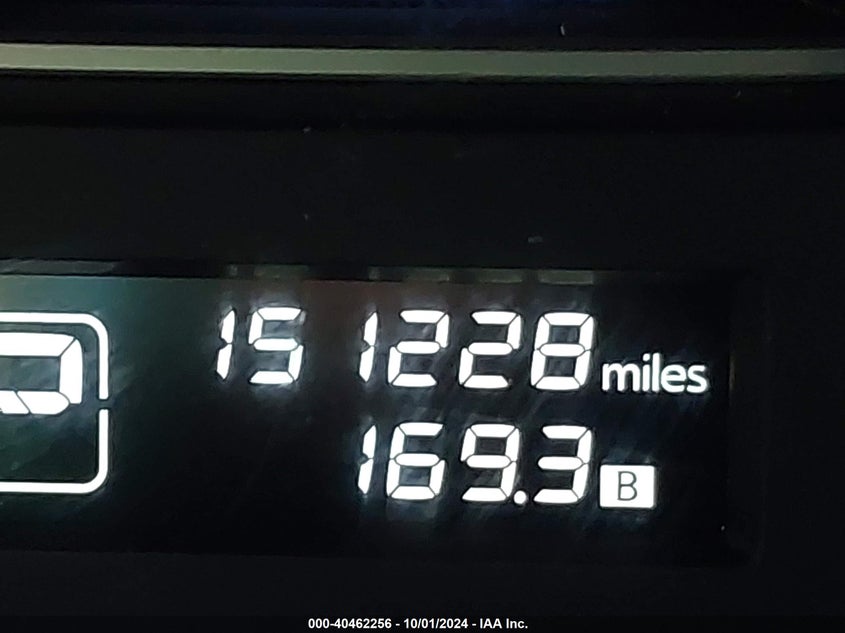 151228 miles
169.3 B
000-40462256 - 10/01/2024 - IAA Inc.